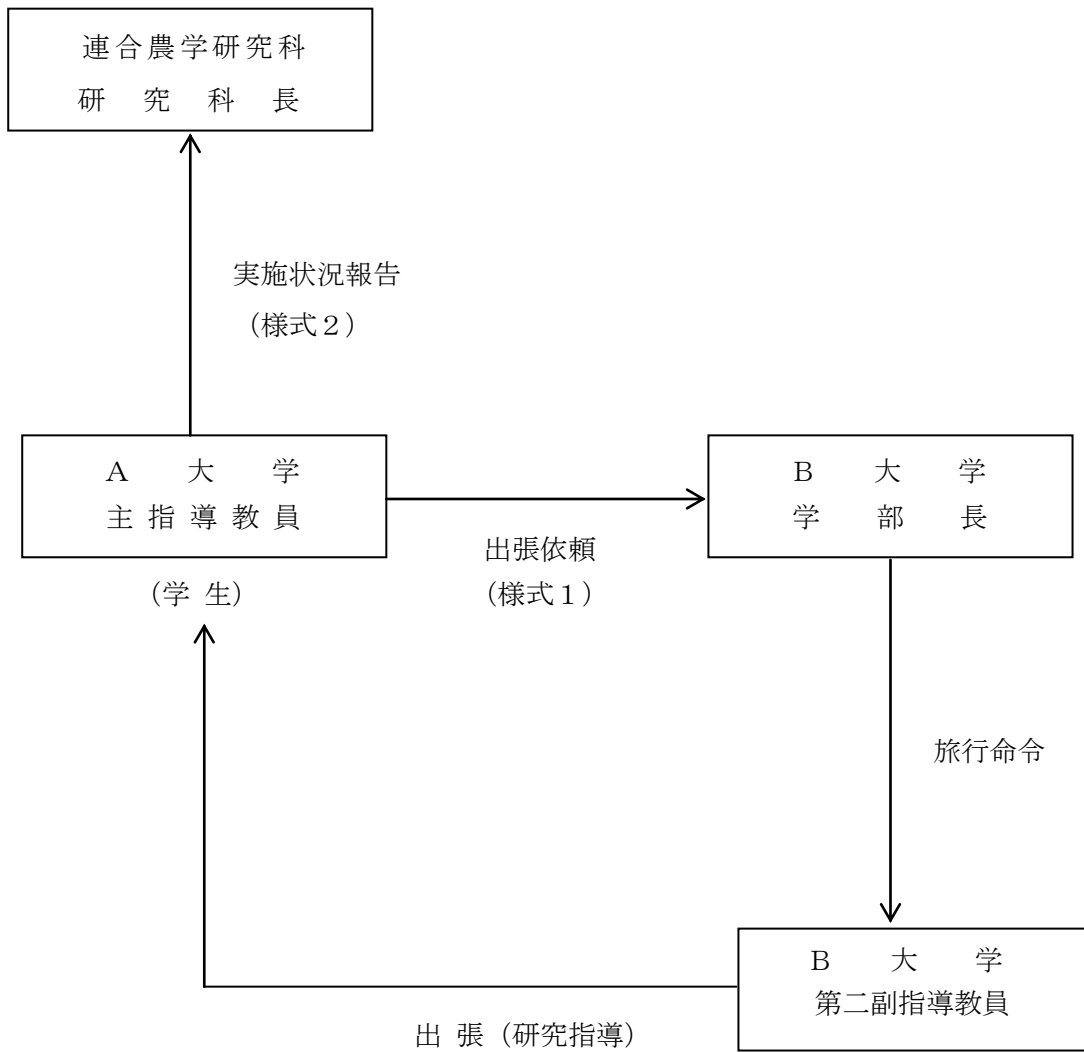 連合農学研究科
研究科長
実施状況報告
（様式２）
Ａ大学
主指導教員
（学生）
出張依頼
（様式１）
Ｂ大学
学部長
旅行命令
Ｂ大学
第二副指導教員
出張（研究指導）